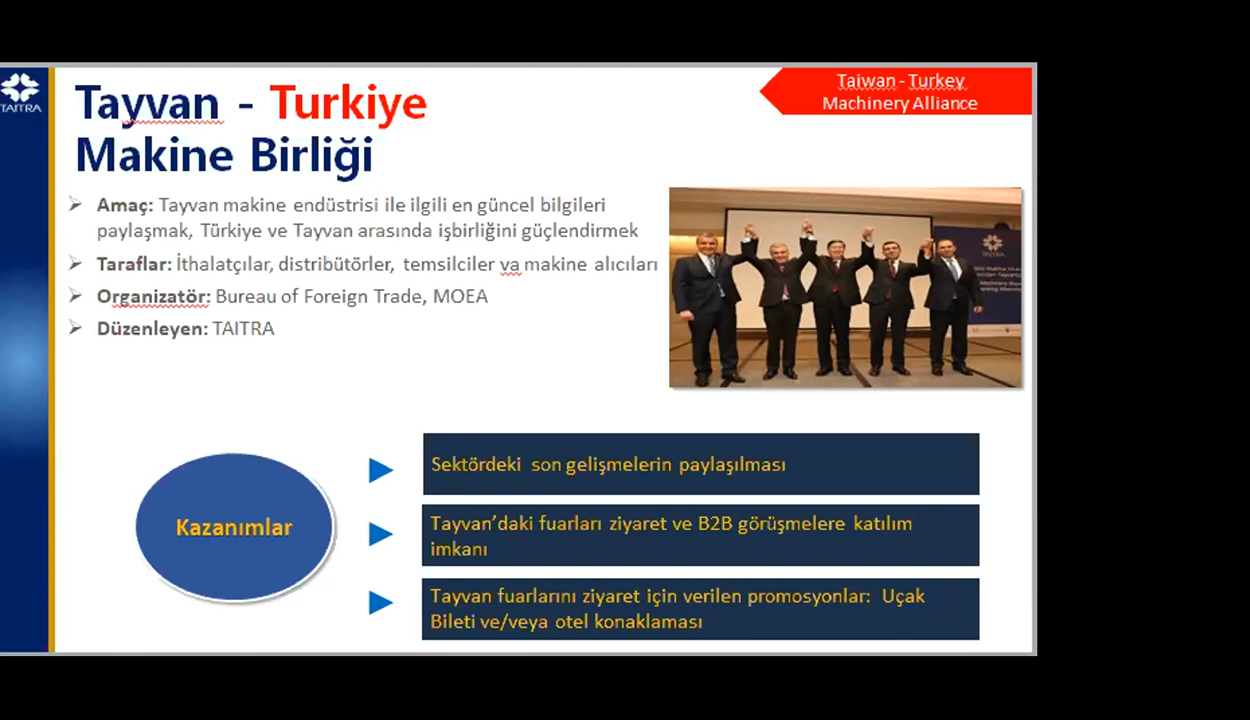 TAITRA
Tayvan - Turkiye
Makine Birliği
Taiwan - Turkey
Machinery Alliance
➢ Amaç: Tayvan makine endüstrisi ile ilgili en güncel bilgileri
paylaşmak, Türkiye ve Tayvan arasında işbirliğini güçlendirmek
➢ Taraflar: İthalatçılar, distribütörler, temsilciler va makine alıcıları
➢ Organizatör: Bureau of Foreign Trade, MOEA
➢ Düzenleyen: TAITRA
TAITRA
Kazanımlar
Sektördeki son gelişmelerin paylaşılması
Tayvan’daki fuarları ziyaret ve B2B görüşmelere katılım
imkanı
Tayvan fuarlarını ziyaret için verilen promosyonlar: Uçak
Bileti ve/veya otel konaklaması